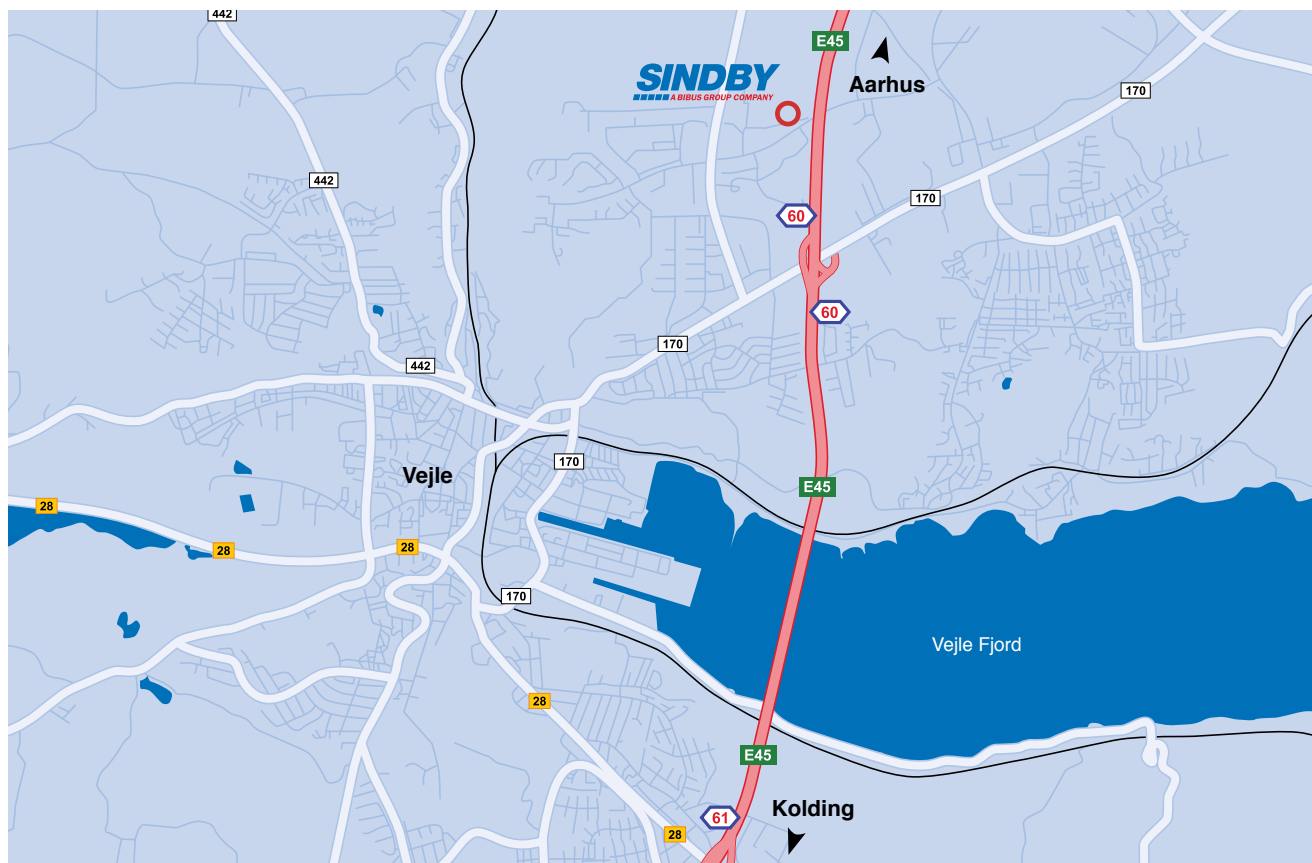 442
E45
SINDBY
A BIBUS GROUP COMPANY
Aarhus
170
442
170
60
60
170
442
170
Vejle
E45
28
28
28
170
Vejle Fjord
28
E45
Kolding
61
28